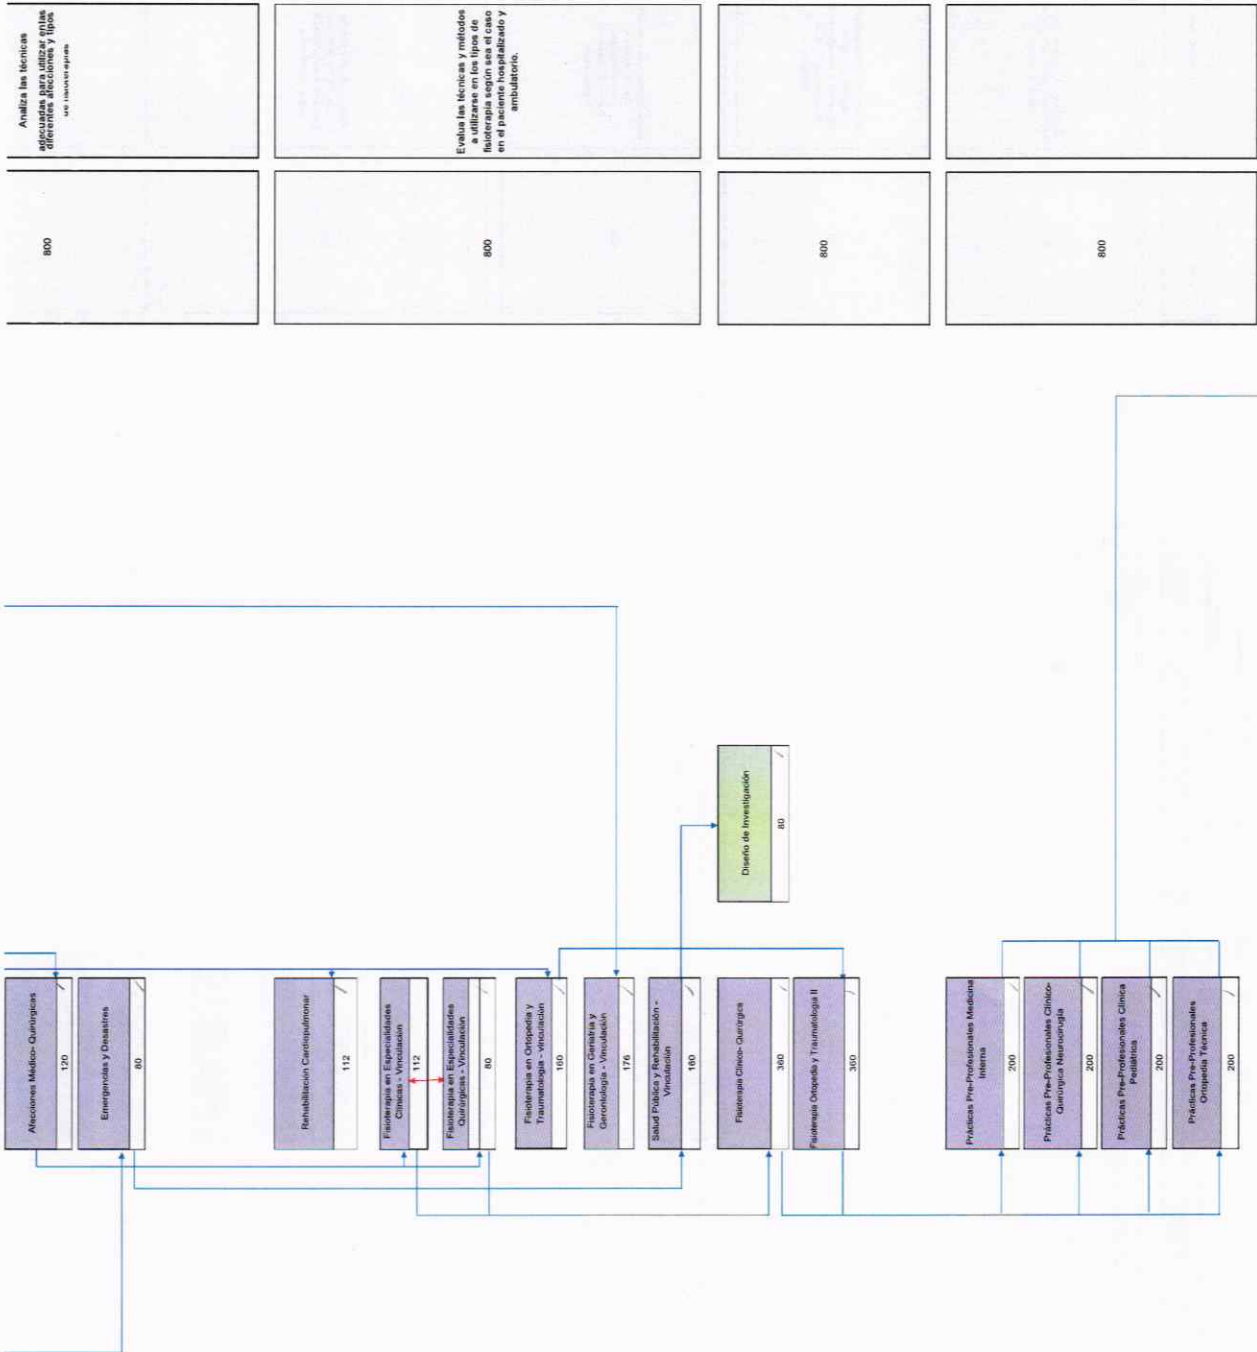 Analiza las técnicas
adecuadas para utilizar enlas
diferentes afecciones y tipos
Evalua las técnicas y métodos
a utilizarse en los tipos de
fisioterapia según sea el caso
en el paciente hospitalizado y
ambulatorio.
800
800
800
800
Diseño de Investigación
80
Afecciones Médico- Quirúrgicas
120
Emergencias y Desastres
80
Rehabilitación Cardiopulmonar
112
Fisioterapia en Especialidades
Clínicas - Vinculación
112
Fisioterapia en Especialidades
Quirúrgicas - Vinculación
80
Fisioterapia en Ortopedia y
Traumatología - vinculación
160
Fisioterapia en Geriatría y
Gerontología - Vinculación
176
Salud Pública y Rehabilitación -
Vinculación
160
Fisioterapia Clínico- Quirúrgica
360
Fisioterapia Ortopedia y Traumatología II
360
Prácticas Pre-Profesionales Medicina
Interna
200
Prácticas Pre-Profesionales Clínico-
Quirúrgica Neurocirugía
200
Prácticas Pre-Profesionales Clínica
Pediátrica
200
Prácticas Pre-Profesionales
Ortopedia Técnica
200